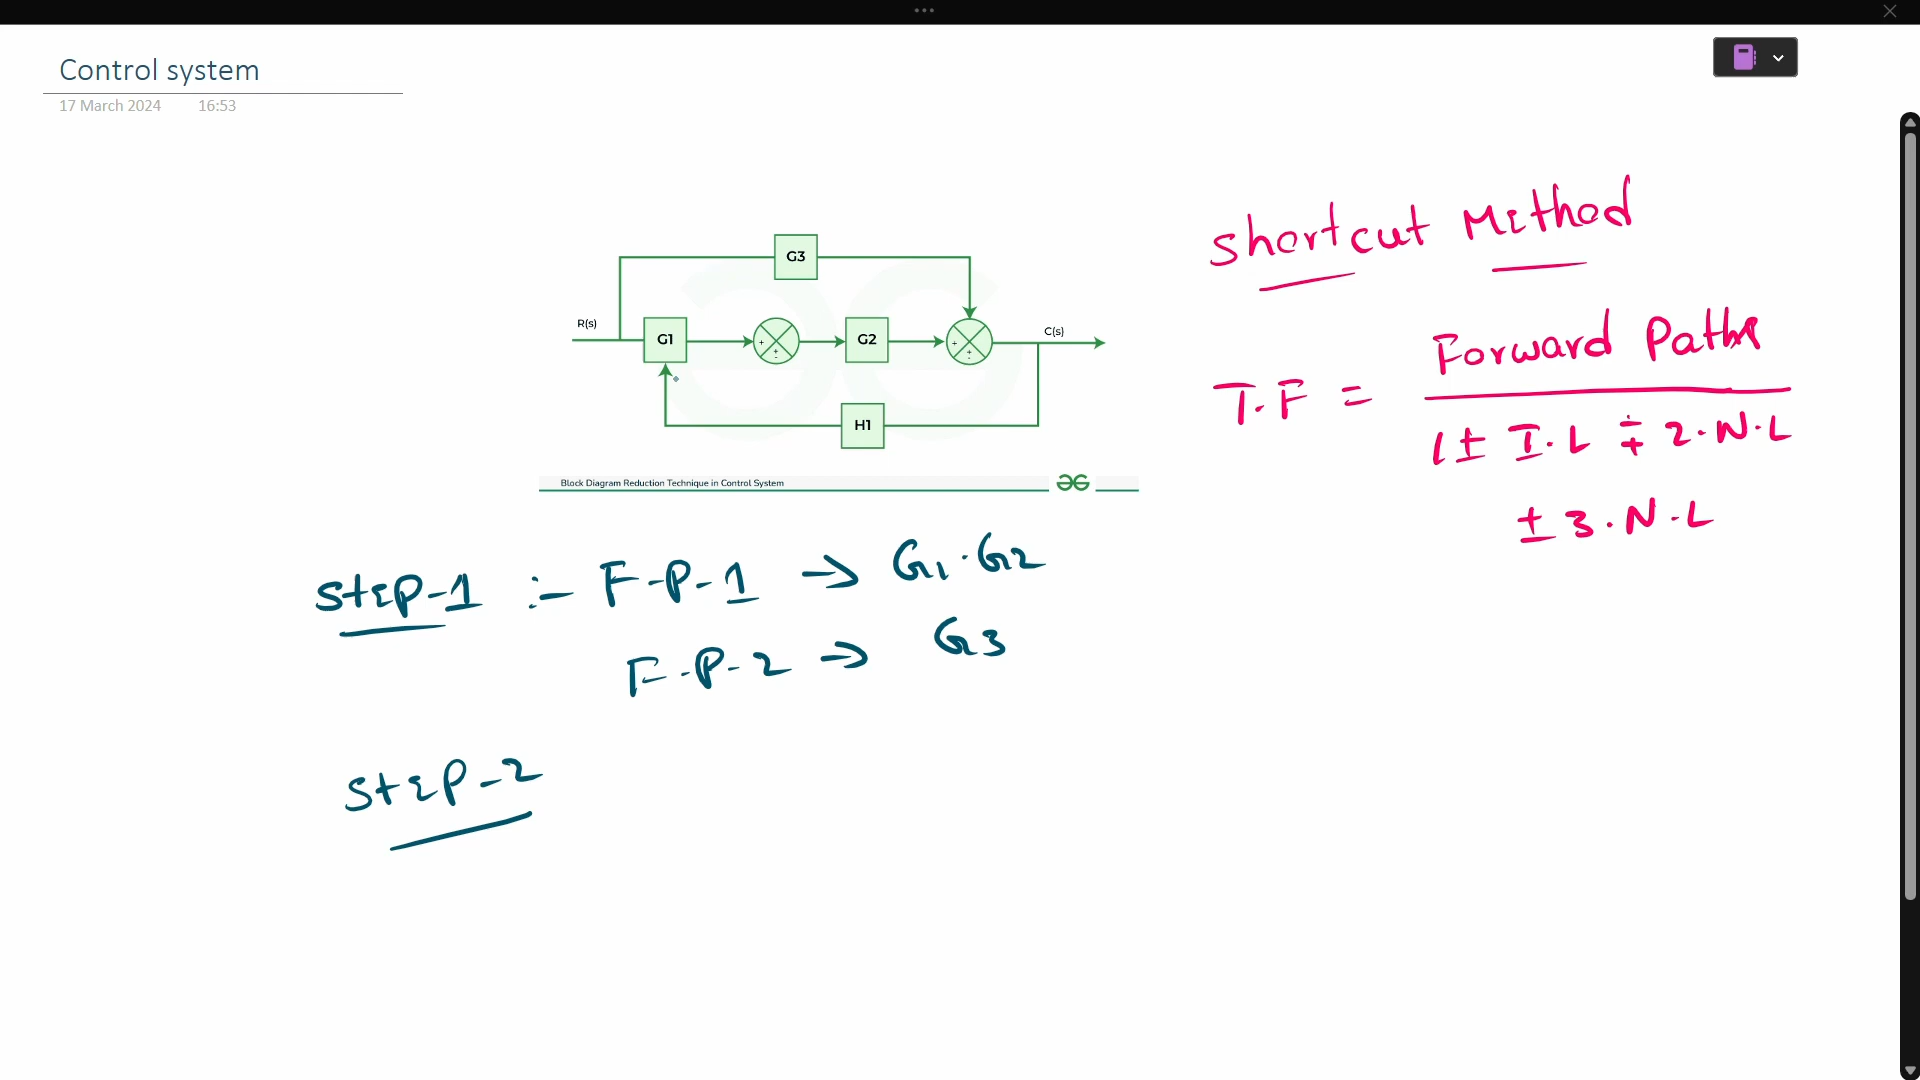 Control system
17 March 2024 16:53
Shortcut Method
G3
R(s)
G1
G2
C(s)
H1
Block Diagram Reduction Technique in Control System
T.F = Forward Paths
1 ± I.L ∓ 2.N.L
± 3.N.L
Step-1 :- F-P-1 → G1.G2
F-P-2 → G3
Step-2